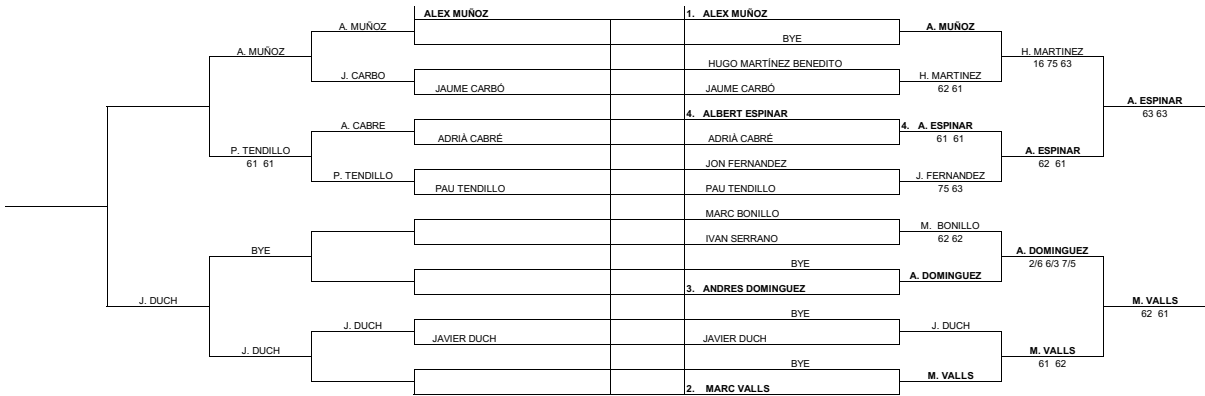 ALEX MUÑOZ 1. ALEX MUÑOZ
A. MUÑOZ A. MUÑOZ
BYE
A. MUÑOZ H. MARTINEZ
HUGO MARTÍNEZ BENEDITO 16 75 63
J. CARBO H. MARTINEZ
JAUME CARBÓ JAUME CARBÓ 62 61
A. ESPINAR
4. ALBERT ESPINAR 63 63
A. CABRE 4. A. ESPINAR
ADRIÀ CABRÉ ADRIÀ CABRÉ 61 61
P. TENDILLO A. ESPINAR
61 61 JON FERNANDEZ 62 61
P. TENDILLO J. FERNANDEZ
PAU TENDILLO PAU TENDILLO 75 63
MARC BONILLO
M. BONILLO
IVAN SERRANO 62 62
BYE A. DOMINGUEZ
BYE 2/6 6/3 7/5
A. DOMINGUEZ
3. ANDRES DOMINGUEZ
J. DUCH M. VALLS
BYE 62 61
J. DUCH J. DUCH
JAVIER DUCH JAVIER DUCH
J. DUCH M. VALLS
BYE 61 62
M. VALLS
2. MARC VALLS